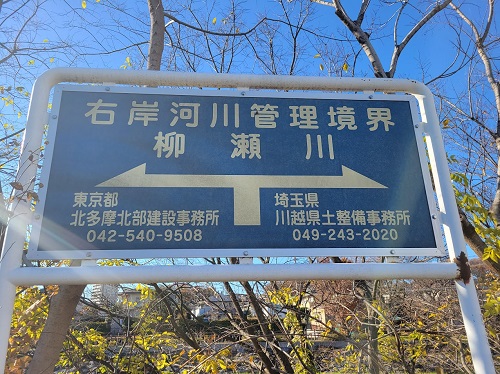 右岸河川管理境界
柳瀬川
東京都
北多摩北部建設事務所
042-540-9508
埼玉県
川越県土整備事務所
049-243-2020